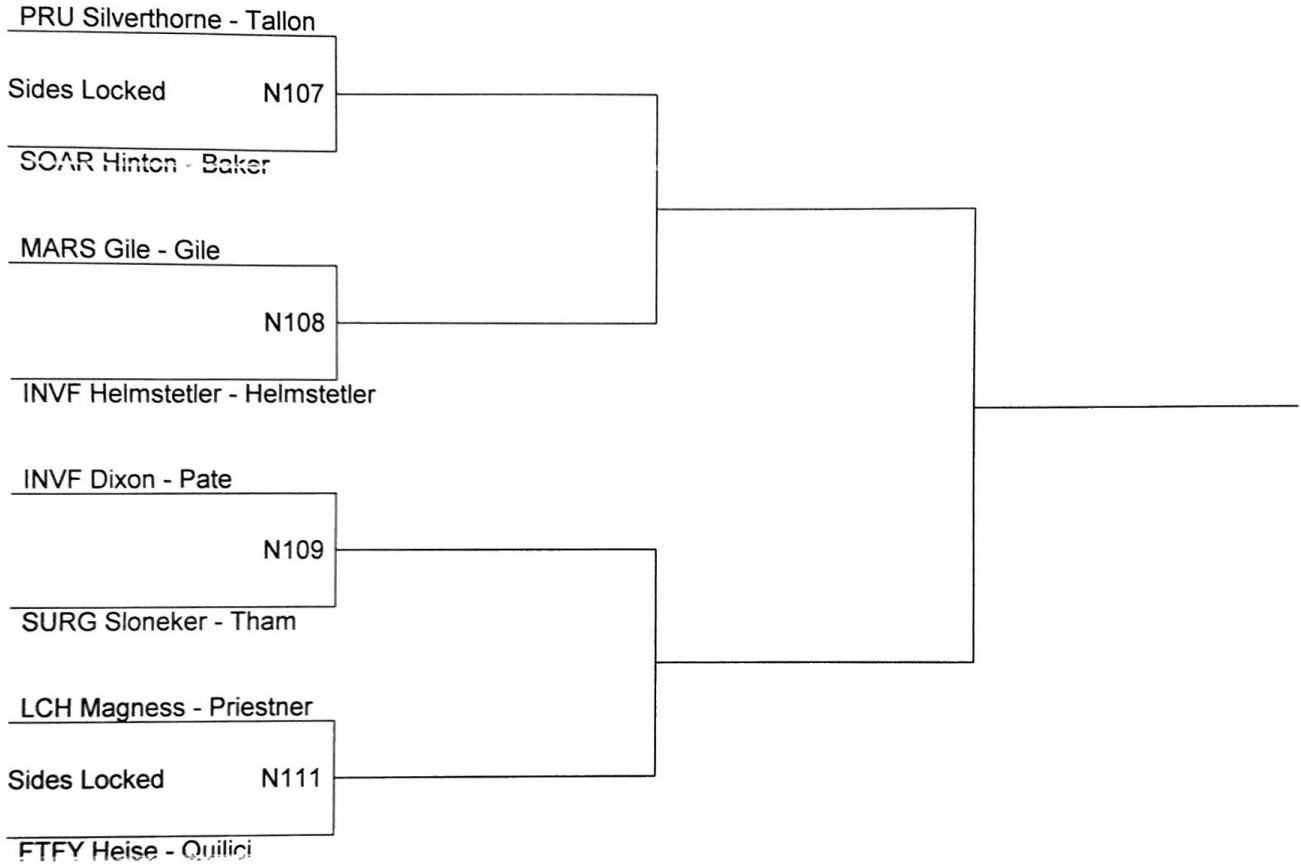 PRU Silverthorne - Tallon
Sides Locked N107
SOAR Hinton - Baker
MARS Gile - Gile
N108
INVF Helmstetler - Helmstetler
INVF Dixon - Pate
N109
SURG Sloneker - Tham
LCH Magness - Priestner
Sides Locked N111
FTFY Heise - Quilici